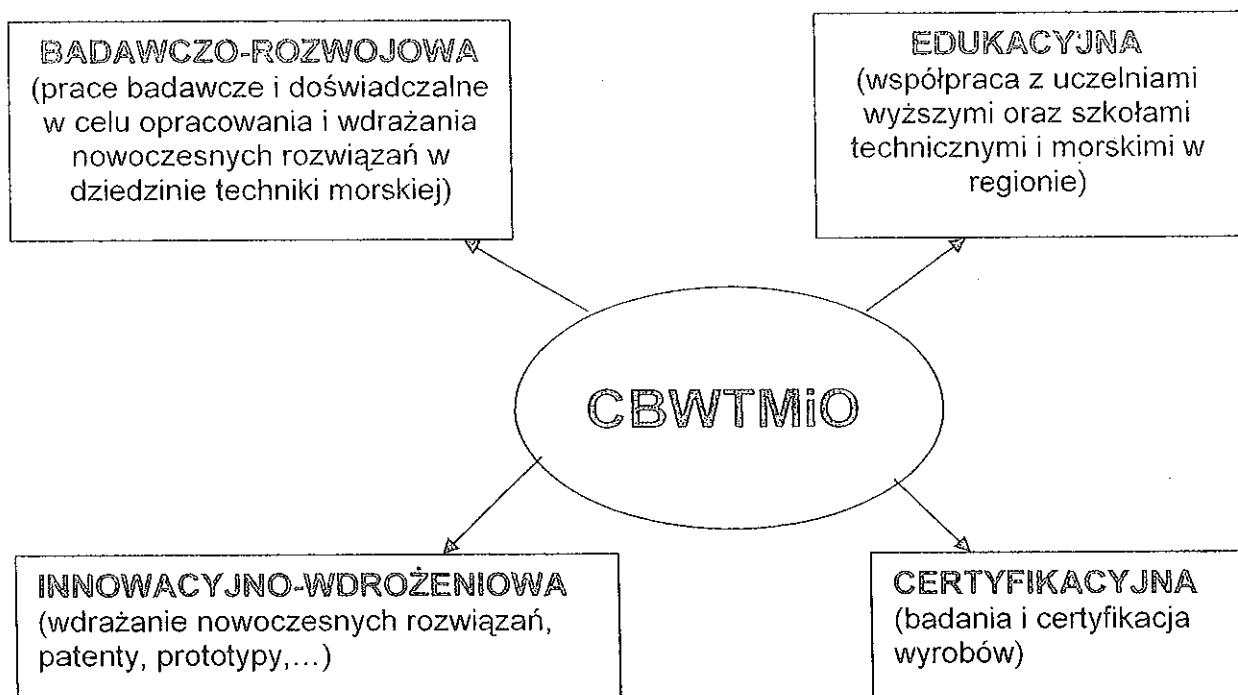 BADAWCZO-ROZWOJOWA
(prace badawcze i doświadczalne
w celu opracowania i wdrażania
nowoczesnych rozwiązań w
dziedzinie techniki morskiej)
EDUKACYJNA
(współpraca z uczelniami
wyższymi oraz szkołami
technicznymi i morskimi w
regionie)
CBWTMiO
INNOWACYJNO-WDROŻENIOWA
(wdrażanie nowoczesnych rozwiązań,
patenty, prototypy,...)
CERTYFIKACYJNA
(badania i certyfikacja
wyrobów)